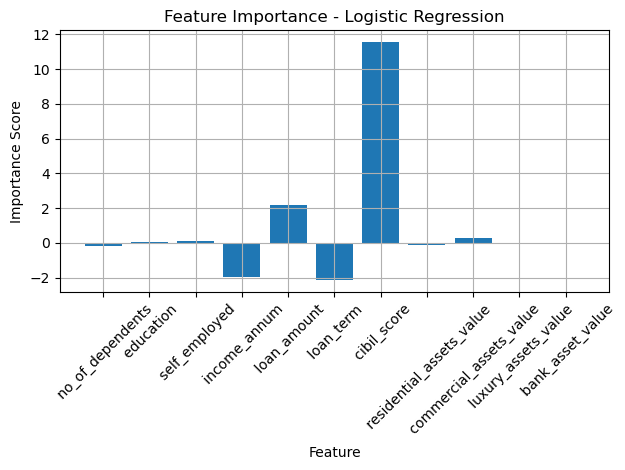 Feature Importance - Logistic Regression
Importance Score
12
10
8
6
4
2
0
−2
no_of_dependents
education
self_employed
income_annum
loan_amount
loan_term
cibil_score
residential_assets_value
commercial_assets_value
luxury_assets_value
bank_asset_value
Feature